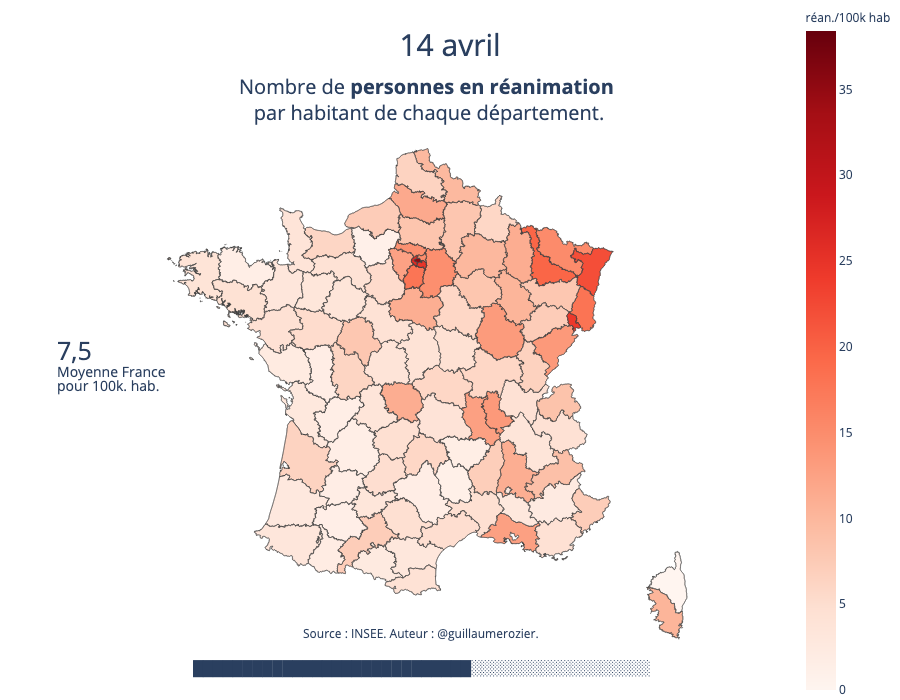 14 avril
Nombre de personnes en réanimation
par habitant de chaque département.
réan./100k hab
35
30
25
20
15
10
5
0
7,5
Moyenne France
pour 100k. hab.
Source : INSEE. Auteur : @guillaumerozier.